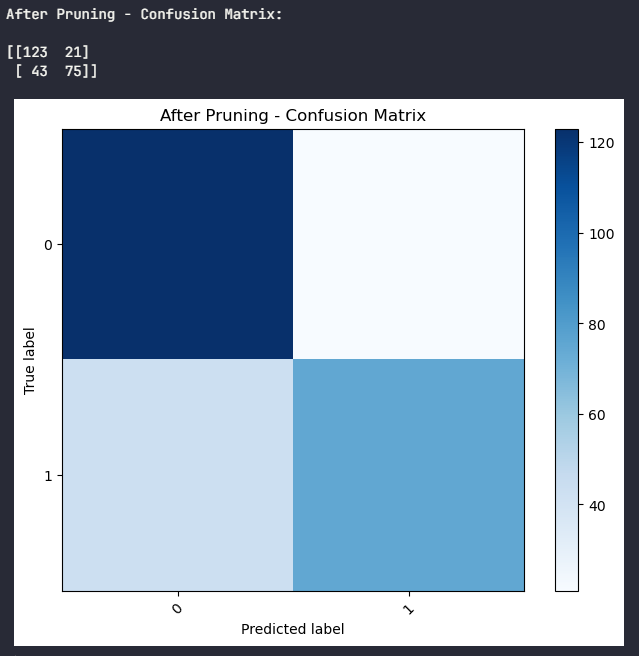 After Pruning - Confusion Matrix:
[[123  21]
 [ 43  75]]
After Pruning - Confusion Matrix
120
100
80
60
40
0
1
True label
0
1
Predicted label